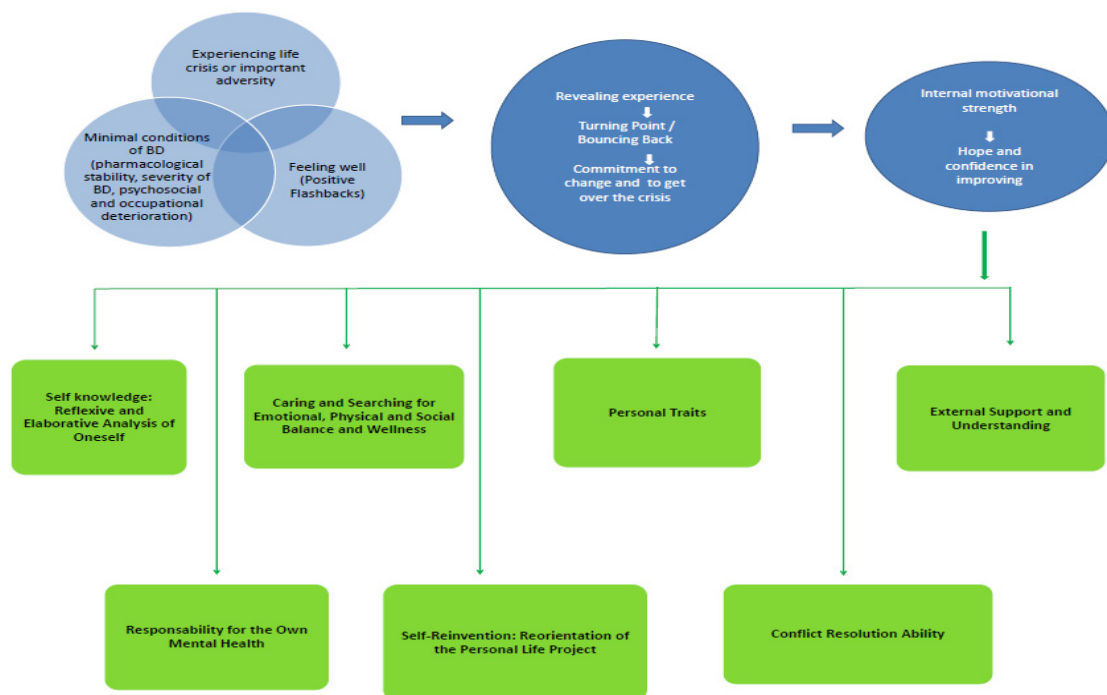 Experiencing life
crisis or important
adversity
Minimal conditions
of BD
(pharmacological
stability, severity of
BD, psychosocial
and occupational
deterioration)
Feeling well
(Positive
Flashbacks)
Revealing experience
Turning Point /
Bouncing Back
Commitment to
change and to get
over the crisis
Internal motivational
strength
Hope and
confidence in
improving
Self knowledge:
Reflexive and
Elaborative Analysis of
Oneself
Caring and Searching for
Emotional, Physical and Social
Balance and Wellness
Personal Traits
External Support and
Understanding
Responsability for the Own
Mental Health
Self-Reinvention: Reorientation of
the Personal Life Project
Conflict Resolution Ability